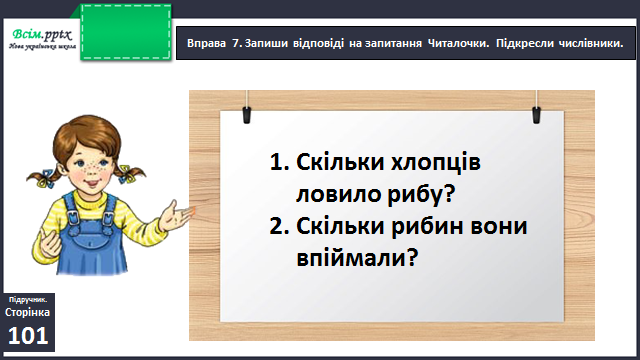 Всім.pptx
Нова українська школа
Вправа 7. Запиши відповіді на запитання Читалочки. Підкресли числівники.
1. Скільки хлопців
ловило рибу?
2. Скільки рибин вони
впіймали?
Підручник.
Сторінка
101